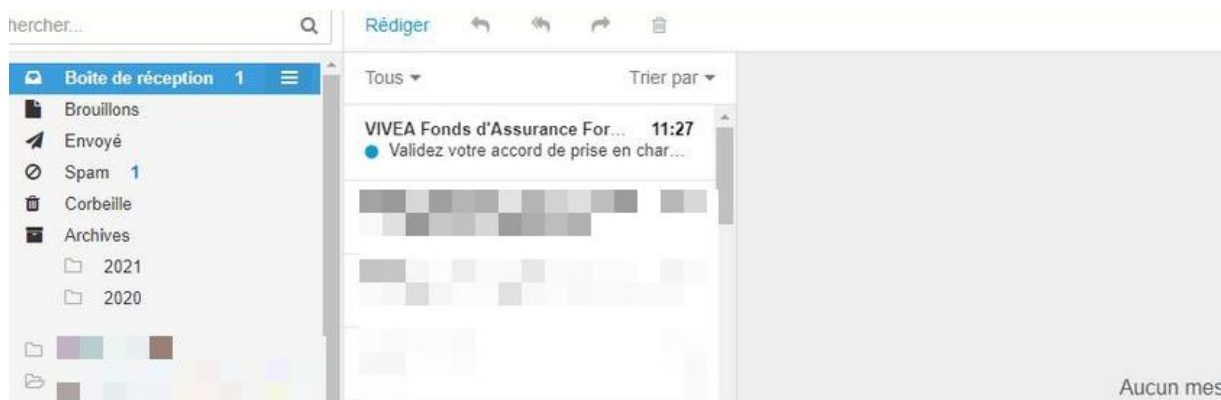 hercher...
Rédiger
Boîte de réception 1
Brouillons
Envoyé
Spam 1
Corbeille
Archives
2021
2020
Tous
Trier par
VIVEA Fonds d'Assurance For... 11:27
Validez votre accord de prise en char...
Aucun mes